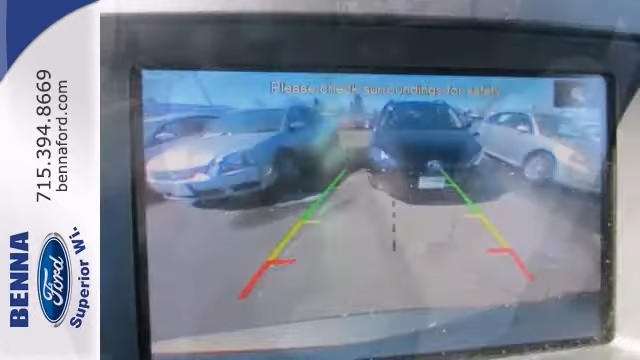 Please check surroundings for safety
715.394.8669
bennaford.com
BENNA
Ford
Superior Wi.